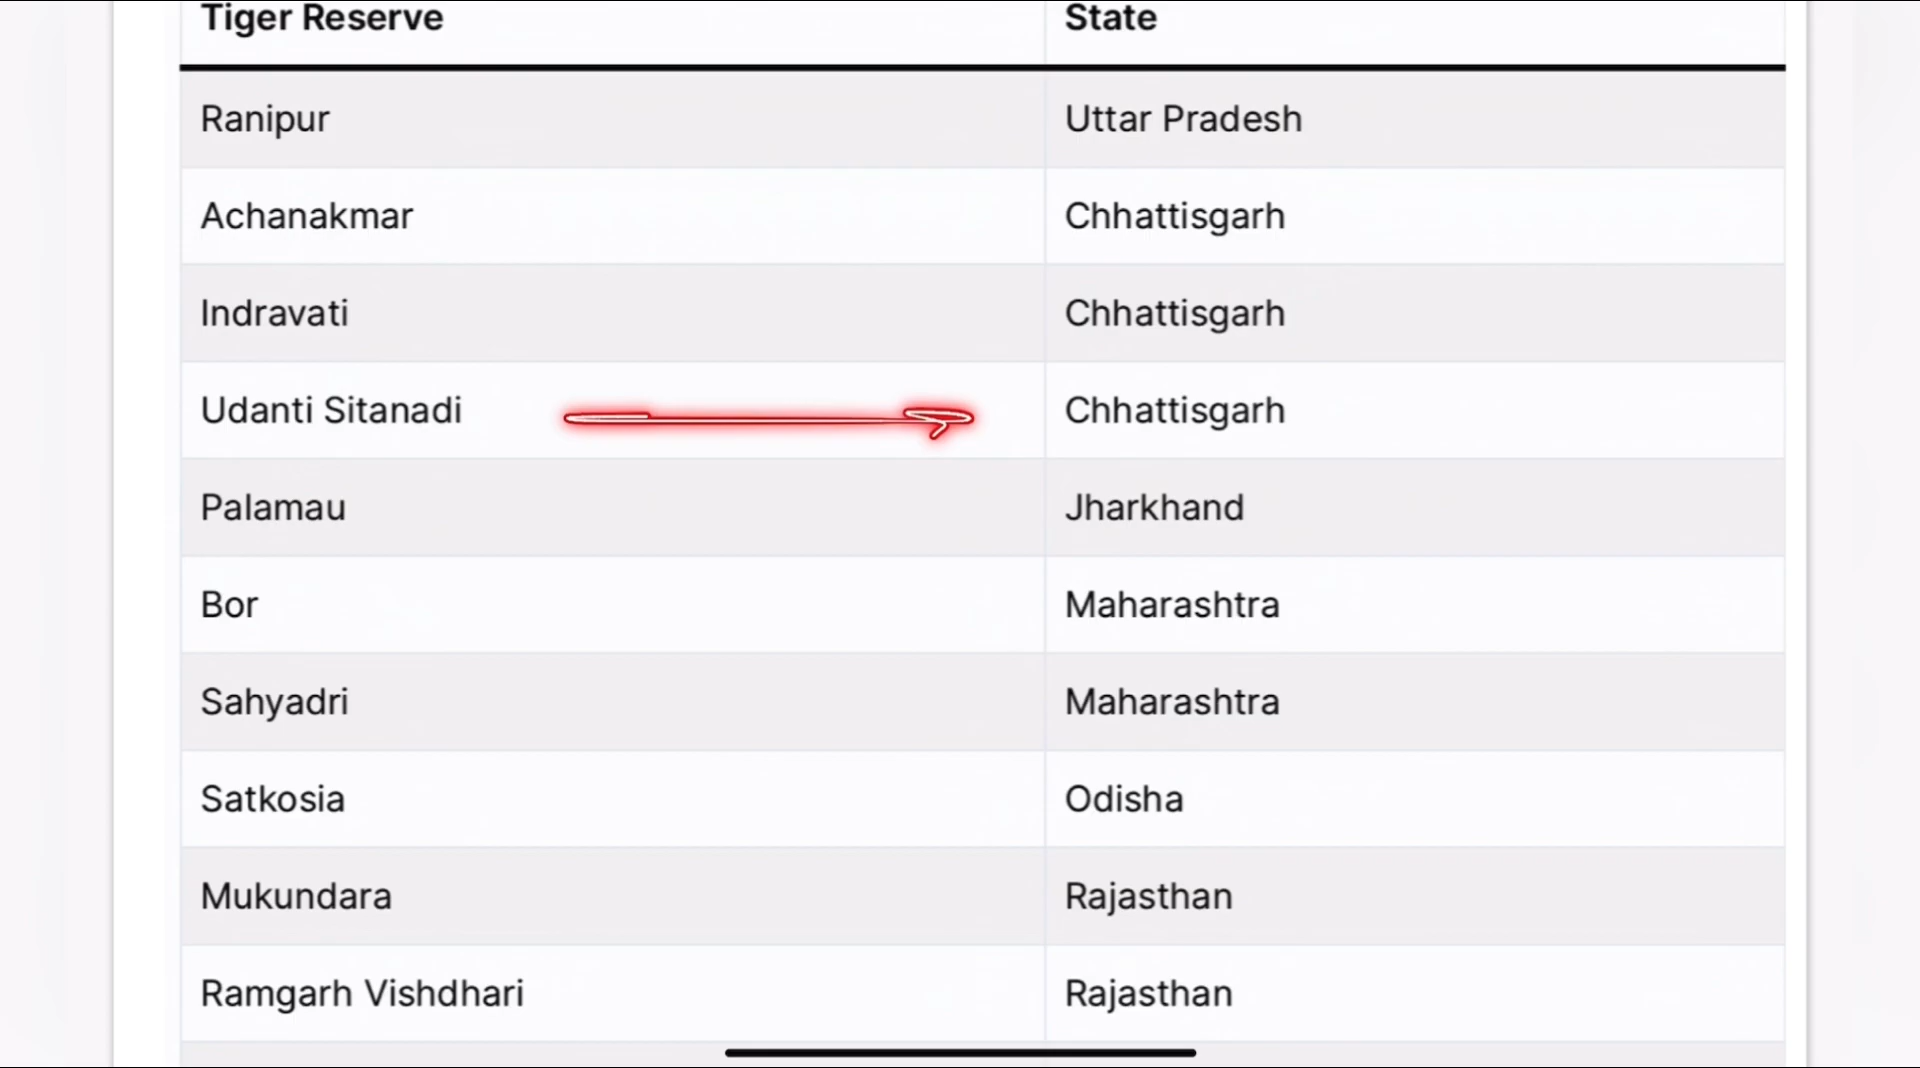 Tiger Reserve State
Ranipur Uttar Pradesh
Achanakmar Chhattisgarh
Indravati Chhattisgarh
Udanti Sitanadi Chhattisgarh
Palamau Jharkhand
Bor Maharashtra
Sahyadri Maharashtra
Satkosia Odisha
Mukundara Rajasthan
Ramgarh Vishdhari Rajasthan